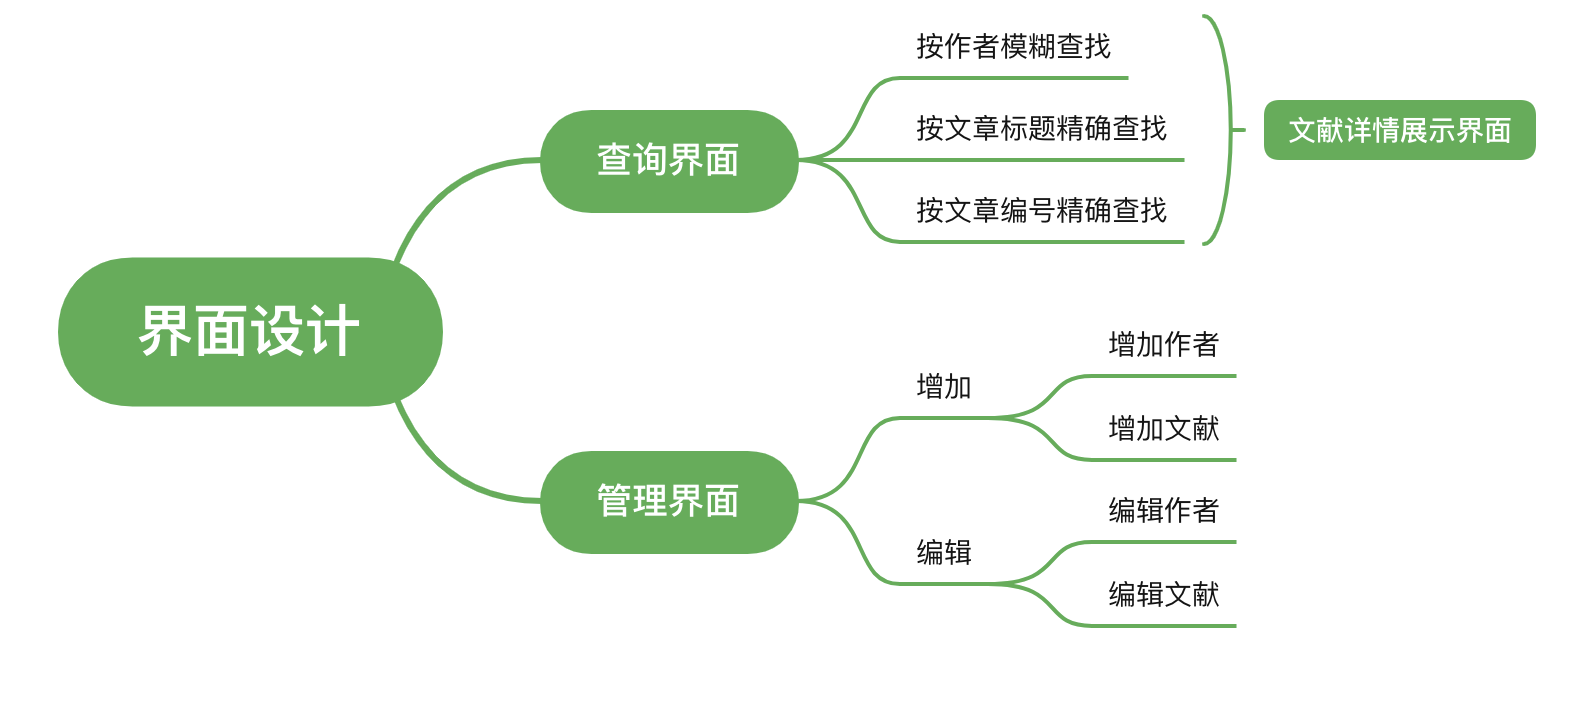 界面设计
查询界面
按作者模糊查找
按文章标题精确查找
按文章编号精确查找
文献详情展示界面
管理界面
增加
增加作者
增加文献
编辑
编辑作者
编辑文献